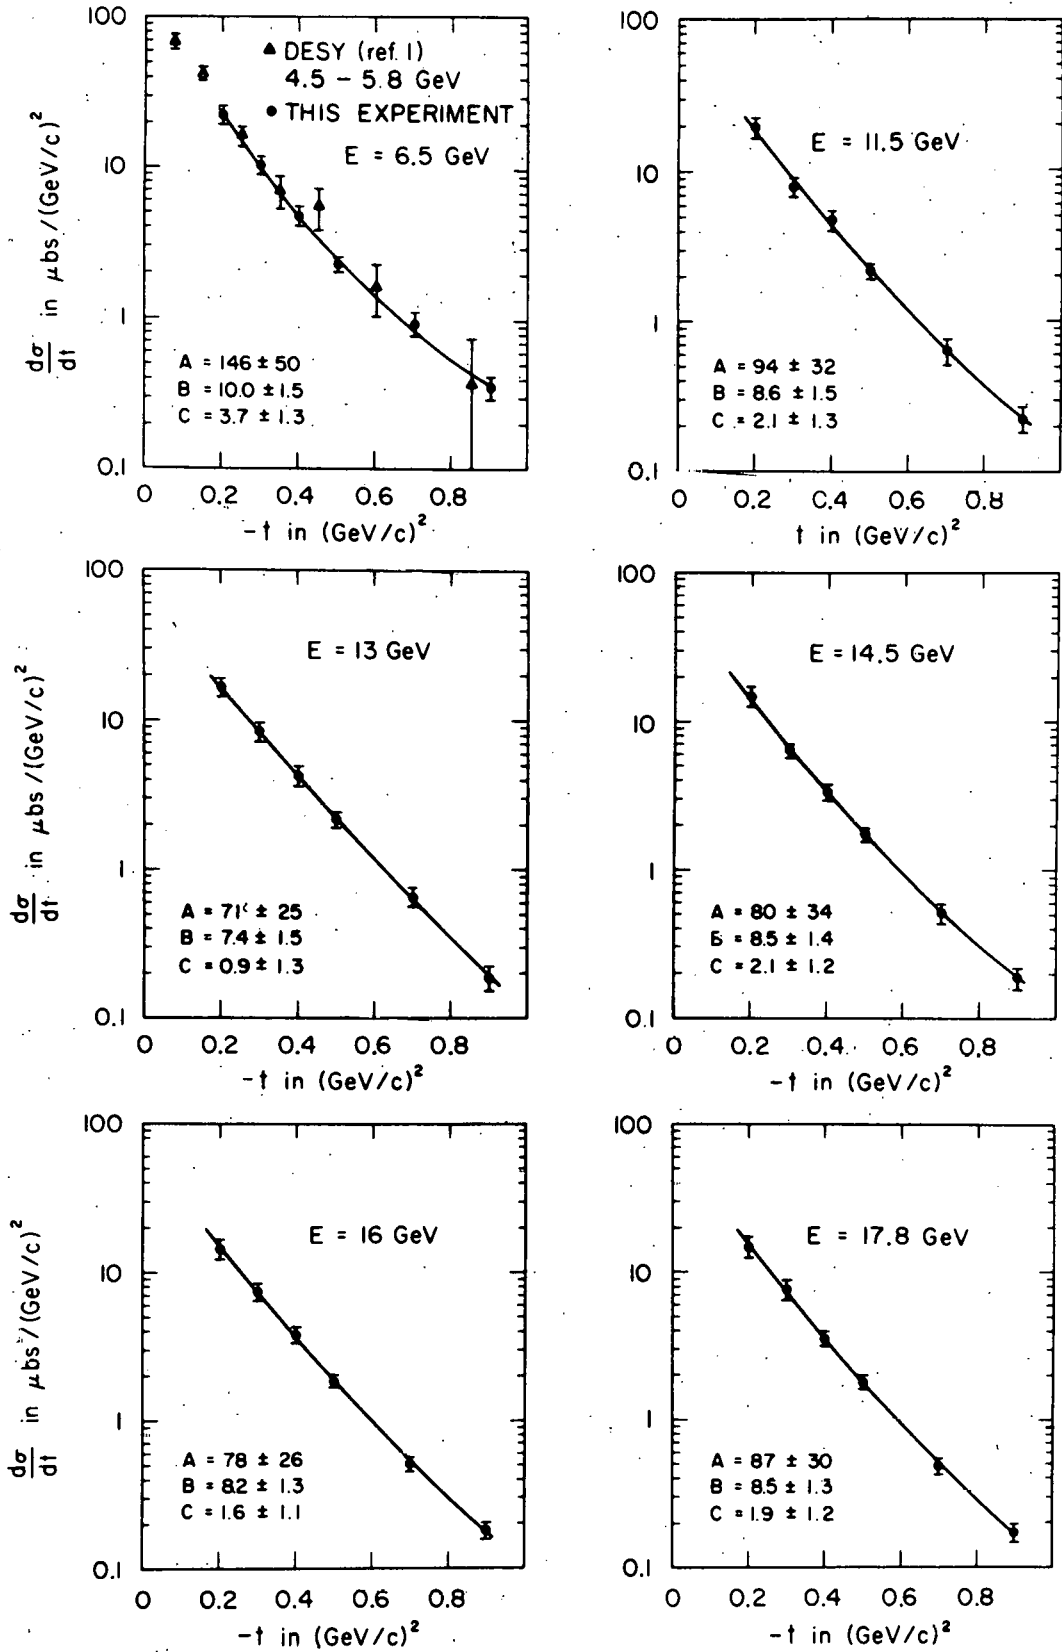 100
10
1
0.1
dσ/dt in μbs/(GeV/c)²
▲ DESY (ref. 1)
4.5 – 5.8 GeV
● THIS EXPERIMENT
E = 6.5 GeV
A = 146 ± 50
B = 10.0 ± 1.5
C = 3.7 ± 1.3
0 0.2 0.4 0.6 0.8
-t in (GeV/c)²
100
10
1
0.1
E = 11.5 GeV
A = 94 ± 32
B = 8.6 ± 1.5
C = 2.1 ± 1.3
0 0.2 0.4 0.6 0.8
t in (GeV/c)²
100
10
1
0.1
dσ/dt in μbs/(GeV/c)²
E = 13 GeV
A = 71 ± 25
B = 7.4 ± 1.5
C = 0.9 ± 1.3
0 0.2 0.4 0.6 0.8
-t in (GeV/c)²
100
10
1
0.1
E = 14.5 GeV
A = 80 ± 34
B = 8.5 ± 1.4
C = 2.1 ± 1.2
0 0.2 0.4 0.6 0.8
-t in (GeV/c)²
100
10
1
0.1
dσ/dt in μbs/(GeV/c)²
E = 16 GeV
A = 78 ± 26
B = 8.2 ± 1.3
C = 1.6 ± 1.1
0 0.2 0.4 0.6 0.8
-t in (GeV/c)²
100
10
1
0.1
E = 17.8 GeV
A = 87 ± 30
B = 8.5 ± 1.3
C = 1.9 ± 1.2
0 0.2 0.4 0.6 0.8
-t in (GeV/c)²